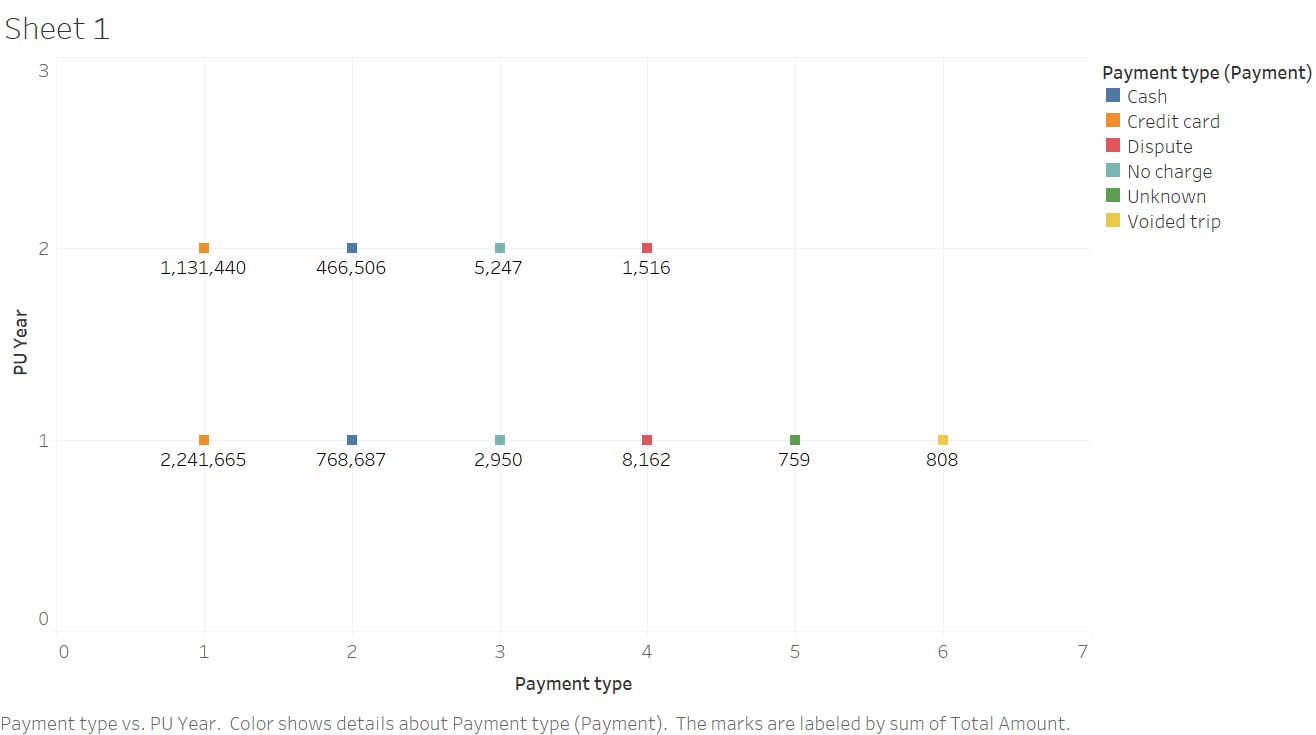 Sheet 1
3
2
1
0
PU Year
1,131,440 466,506 5,247 1,516
2,241,665 768,687 2,950 8,162 759 808
0 1 2 3 4 5 6 7
Payment type
Payment type (Payment)
Cash
Credit card
Dispute
No charge
Unknown
Voided trip
Payment type vs. PU Year.  Color shows details about Payment type (Payment).  The marks are labeled by sum of Total Amount.